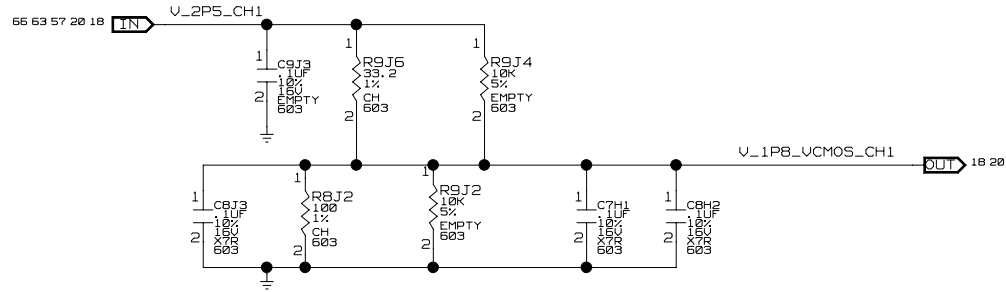 V_2P5_CH1
66 63 57 20 18 IN
1
C9J3
.1UF
10%
16V
EMPTY
603
2
1
R9J6
33.2
1%
CH
603
2
1
R9J4
10K
5%
EMPTY
603
2
V_1P8_VCMOS_CH1
OUT 18 20
1
C8J3
.1UF
10%
16V
X7R
603
2
1
R8J2
100
1%
CH
603
2
1
R9J2
10K
5%
EMPTY
603
2
1
C7H1
.1UF
10%
16V
X7R
603
2
1
C8H2
.1UF
10%
16V
X7R
603
2